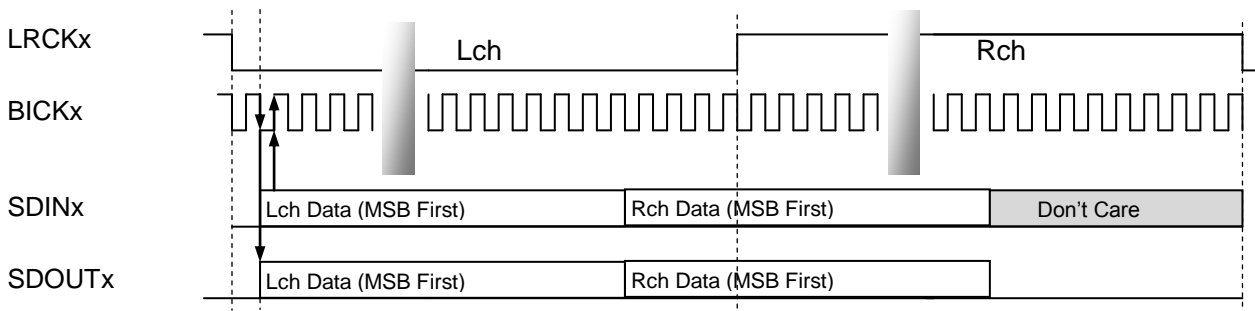 LRCKx
Lch
Rch
BICKx
SDINx
Lch Data (MSB First)
Rch Data (MSB First)
Don't Care
SDOUTx
Lch Data (MSB First)
Rch Data (MSB First)